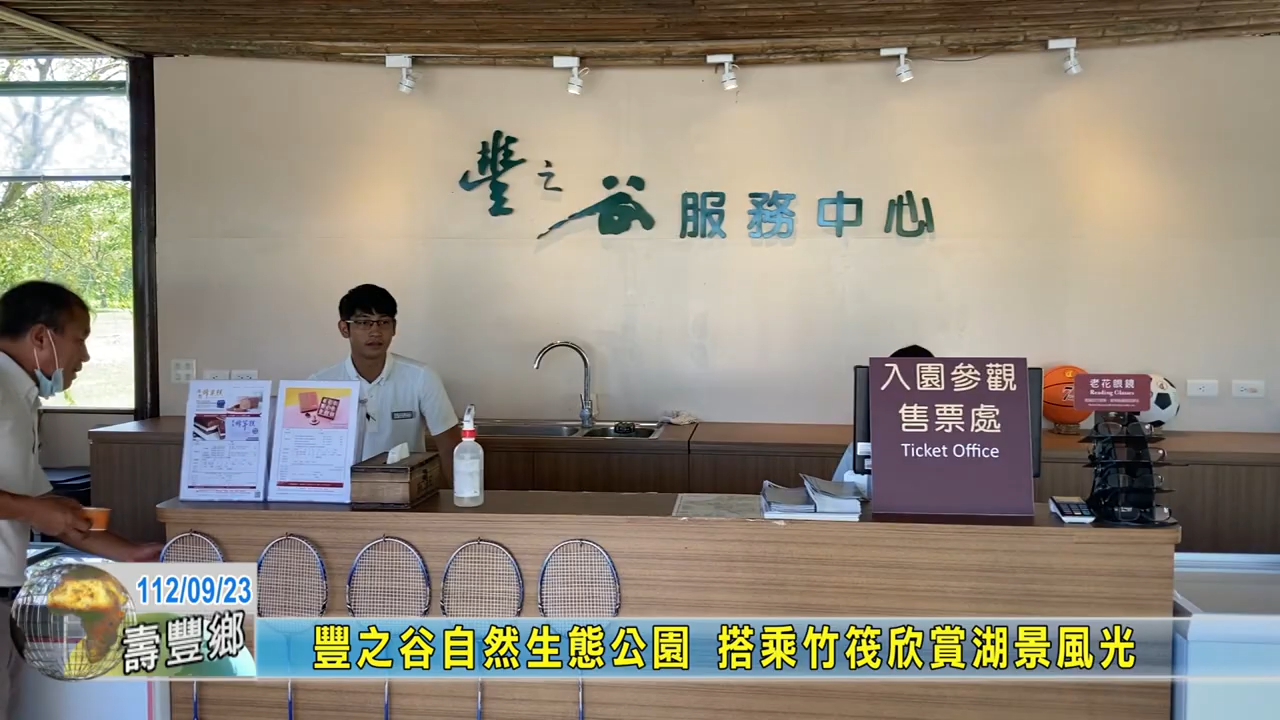 豐之谷 服務中心
入園參觀
售票處
Ticket Office
老花眼鏡
Reading Glasses
112/09/23
壽豐鄉
豐之谷自然生態公園 搭乘竹筏欣賞湖景風光